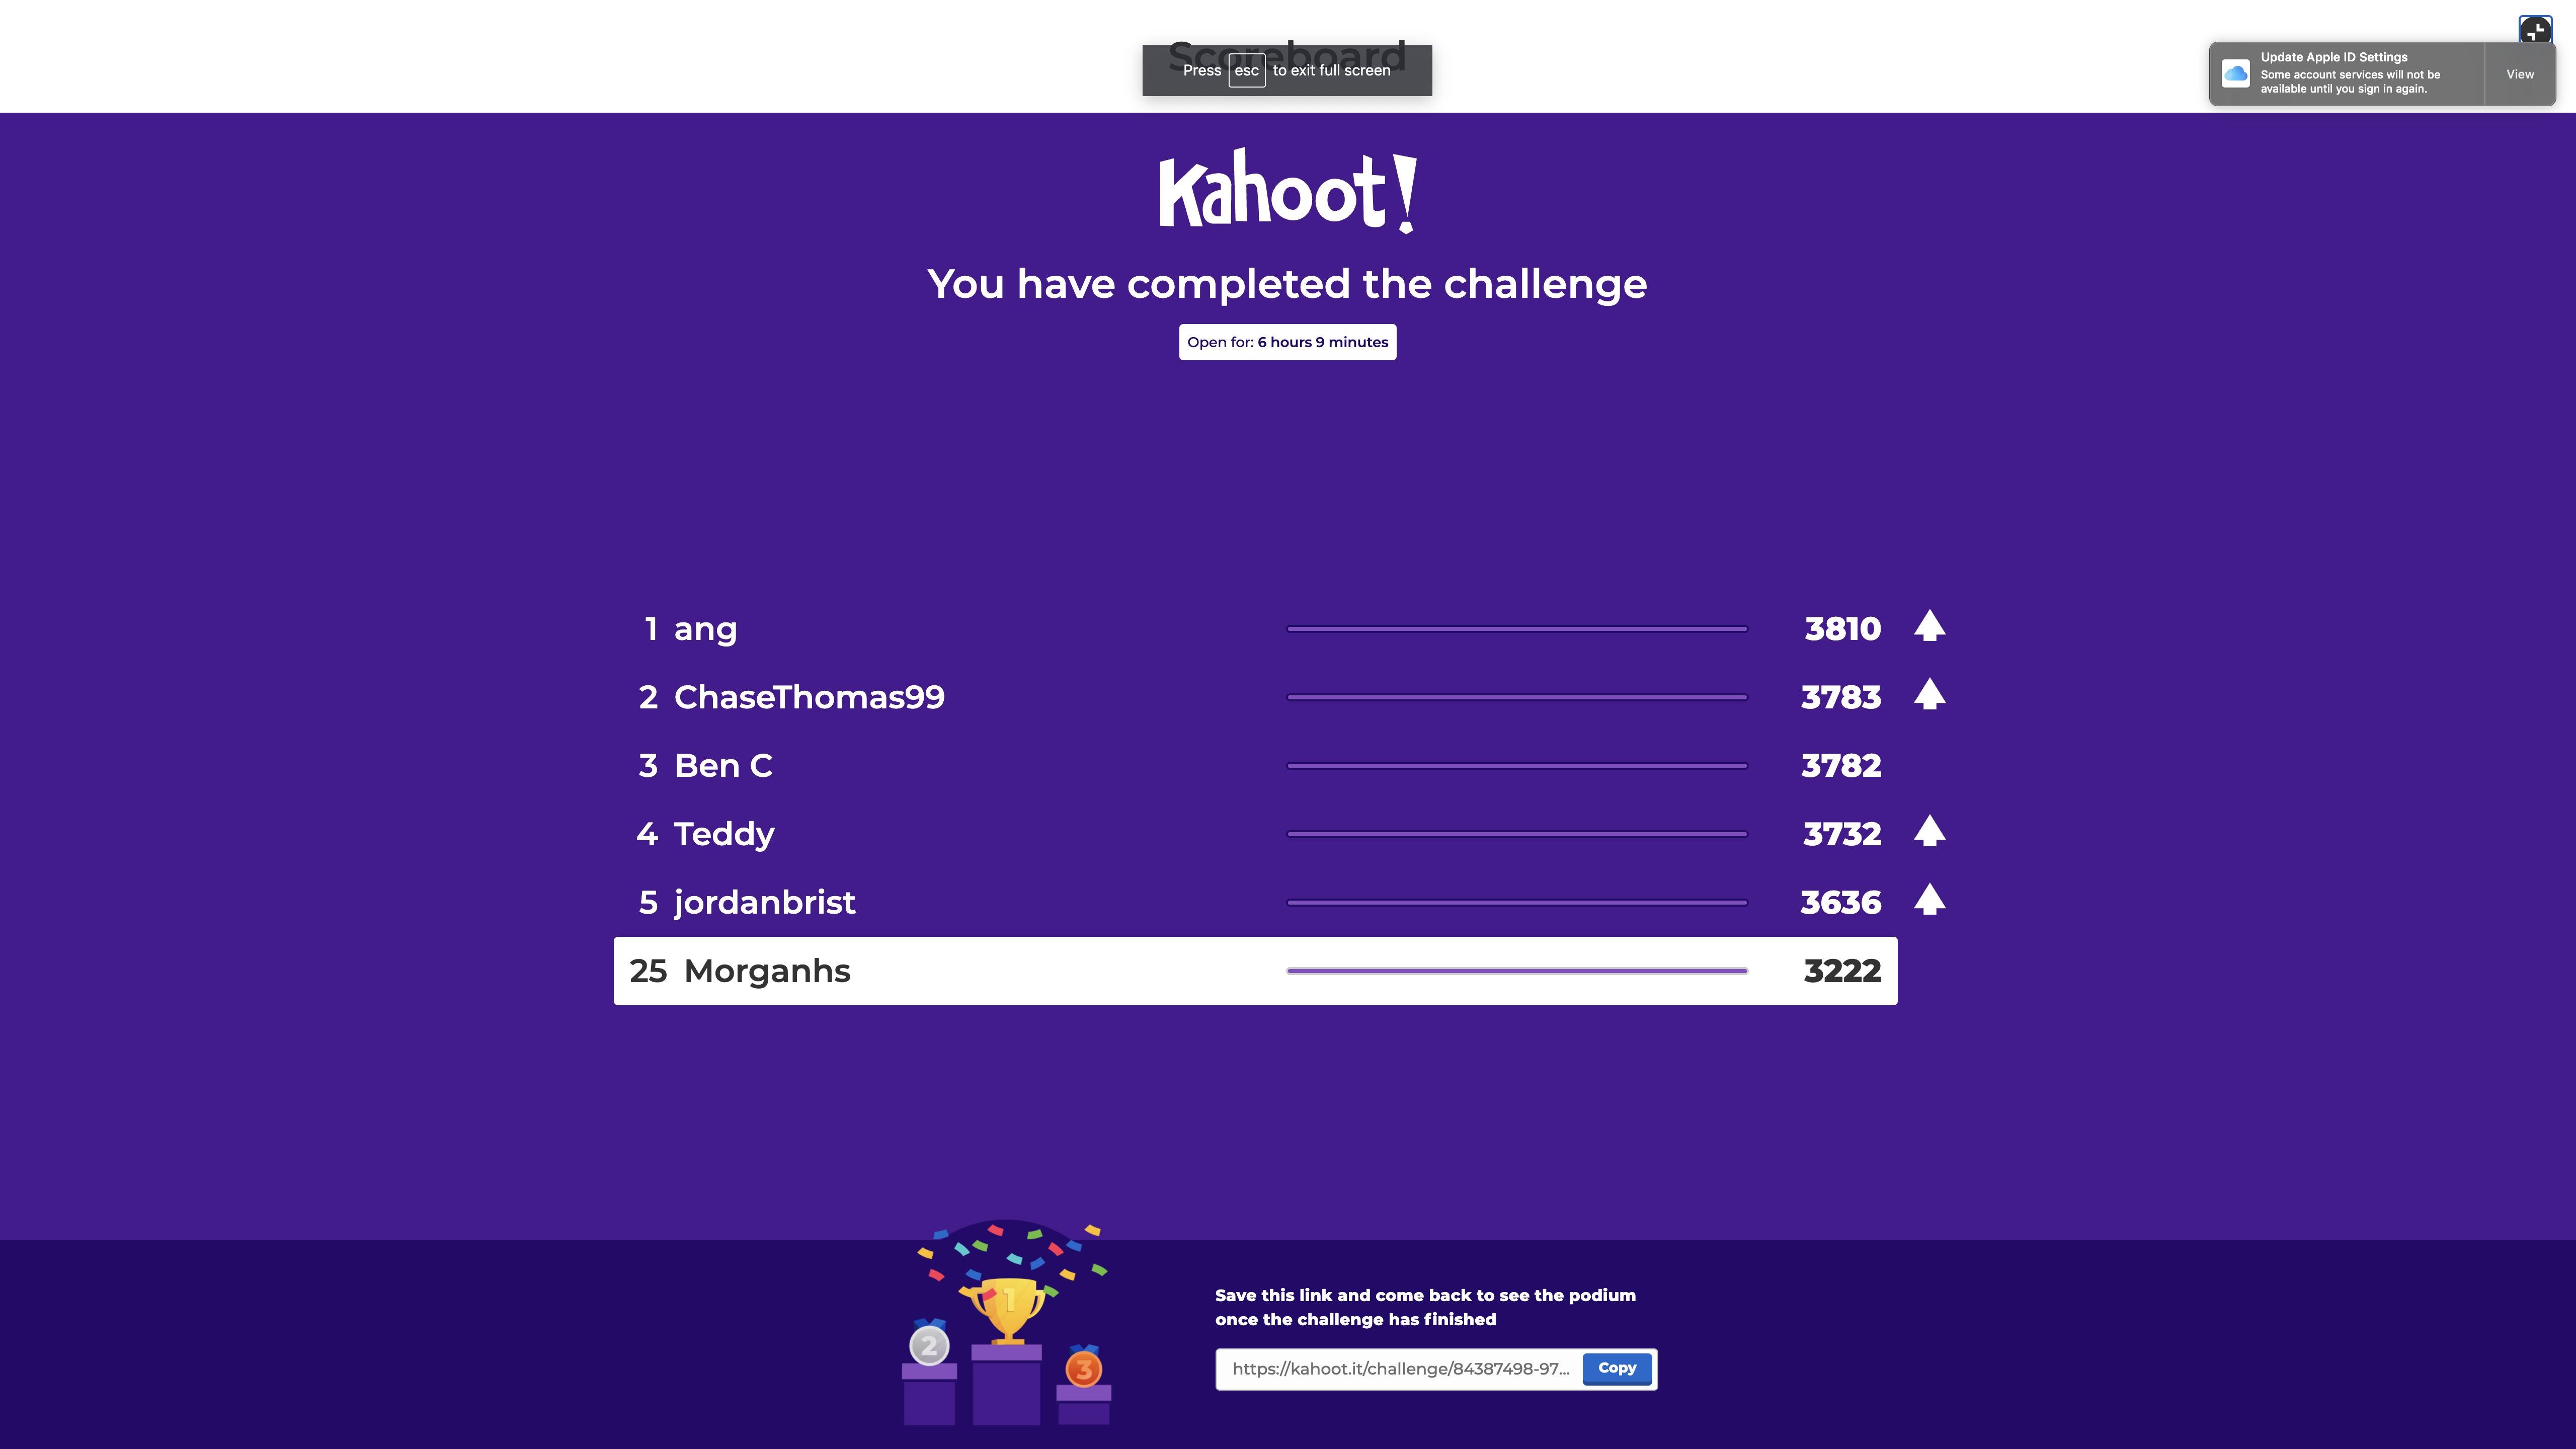 Scoreboard
Press esc to exit full screen
Update Apple ID Settings
Some account services will not be
available until you sign in again.
View
Kahoot!
You have completed the challenge
Open for: 6 hours 9 minutes
1 ang 3810
2 ChaseThomas99 3783
3 Ben C 3782
4 Teddy 3732
5 jordanbrist 3636
25 Morganhs 3222
1
2
3
Save this link and come back to see the podium
once the challenge has finished
https://kahoot.it/challenge/84387498-97... Copy